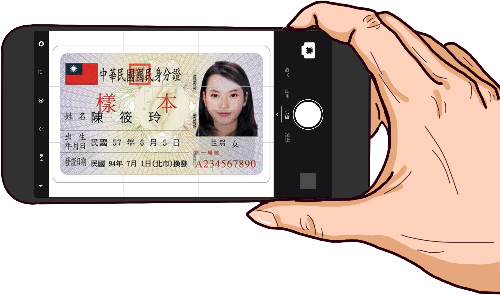 中華民國國民身分證
樣本
姓名 陳筱玲
出生年月日 民國 57 年 6 月 5 日
性別 女
發證日期 民國 94年 7月 1日(北市)換發
統一編號
A234567890